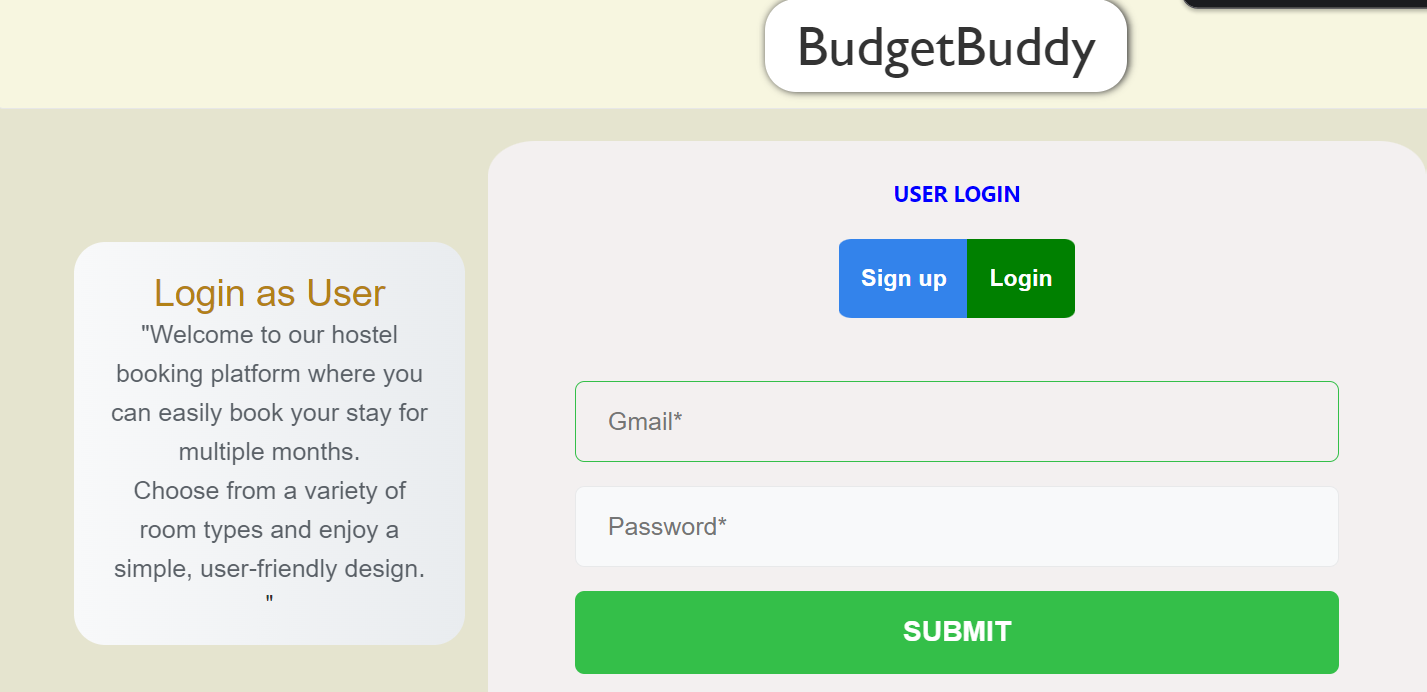 BudgetBuddy
USER LOGIN
Sign up
Login
Login as User
"Welcome to our hostel
booking platform where you
can easily book your stay for
multiple months.
Choose from a variety of
room types and enjoy a
simple, user-friendly design.
"
Gmail*
Password*
SUBMIT